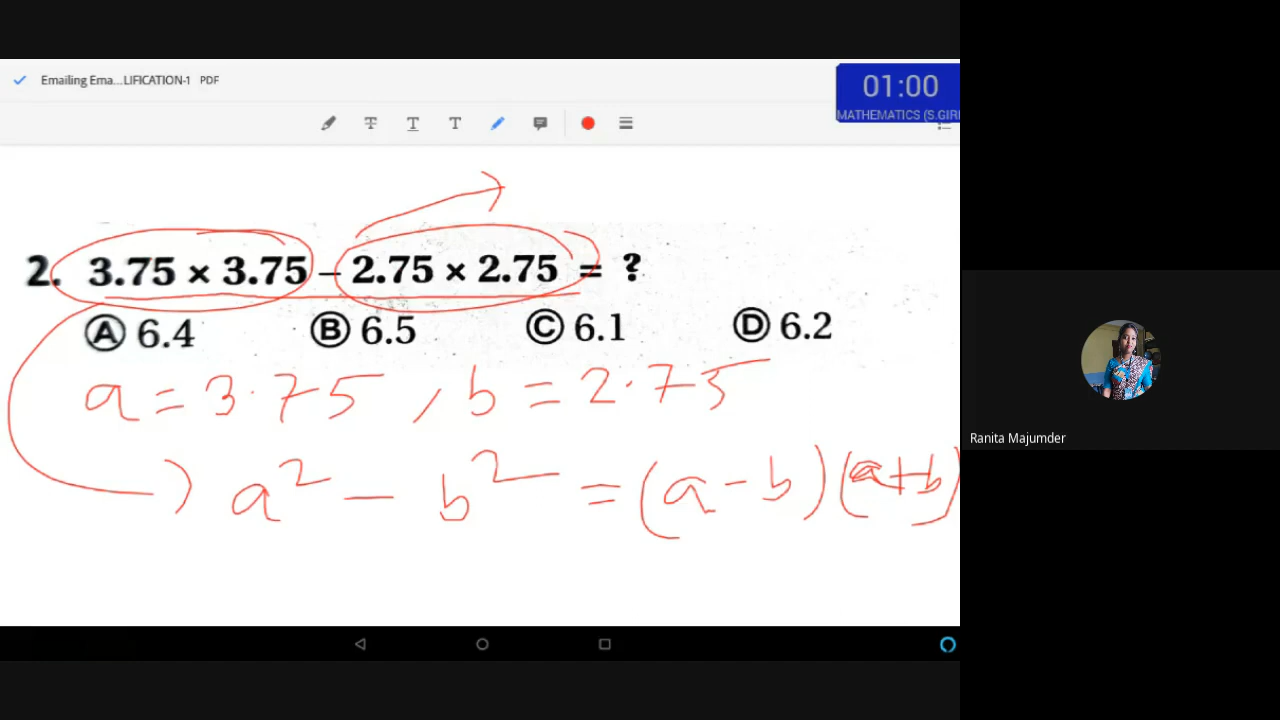 Emailing Ema...LIFICATION-1 PDF
01:00
MATHEMATICS (S.GIRI
T T T
2. 3.75 × 3.75 – 2.75 × 2.75 = ?
Ⓐ 6.4 Ⓑ 6.5 Ⓒ 6.1 Ⓓ 6.2
a = 3.75 , b = 2.75
a² – b² = (a – b) (a + b)
Ranita Majumder